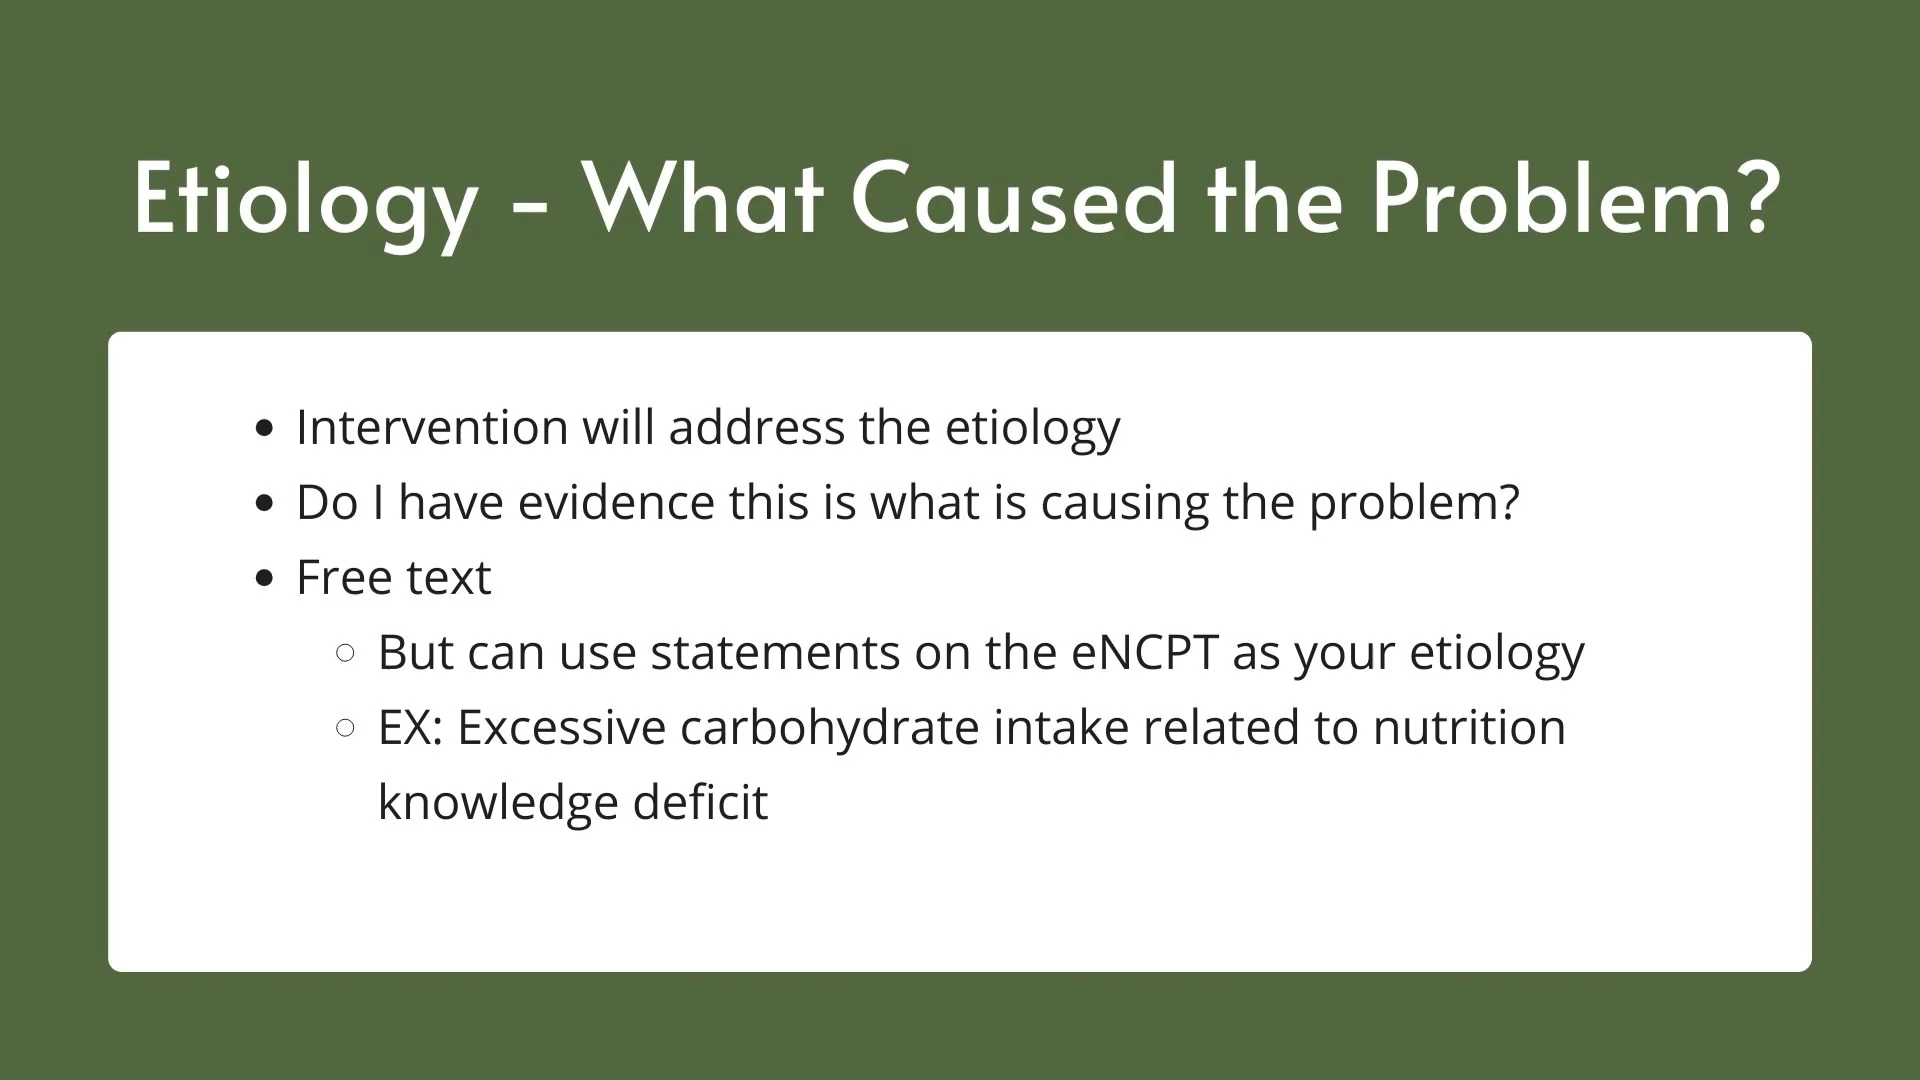 Etiology - What Caused the Problem?
• Intervention will address the etiology
• Do I have evidence this is what is causing the problem?
• Free text
○ But can use statements on the eNCPT as your etiology
○ EX: Excessive carbohydrate intake related to nutrition
knowledge deficit